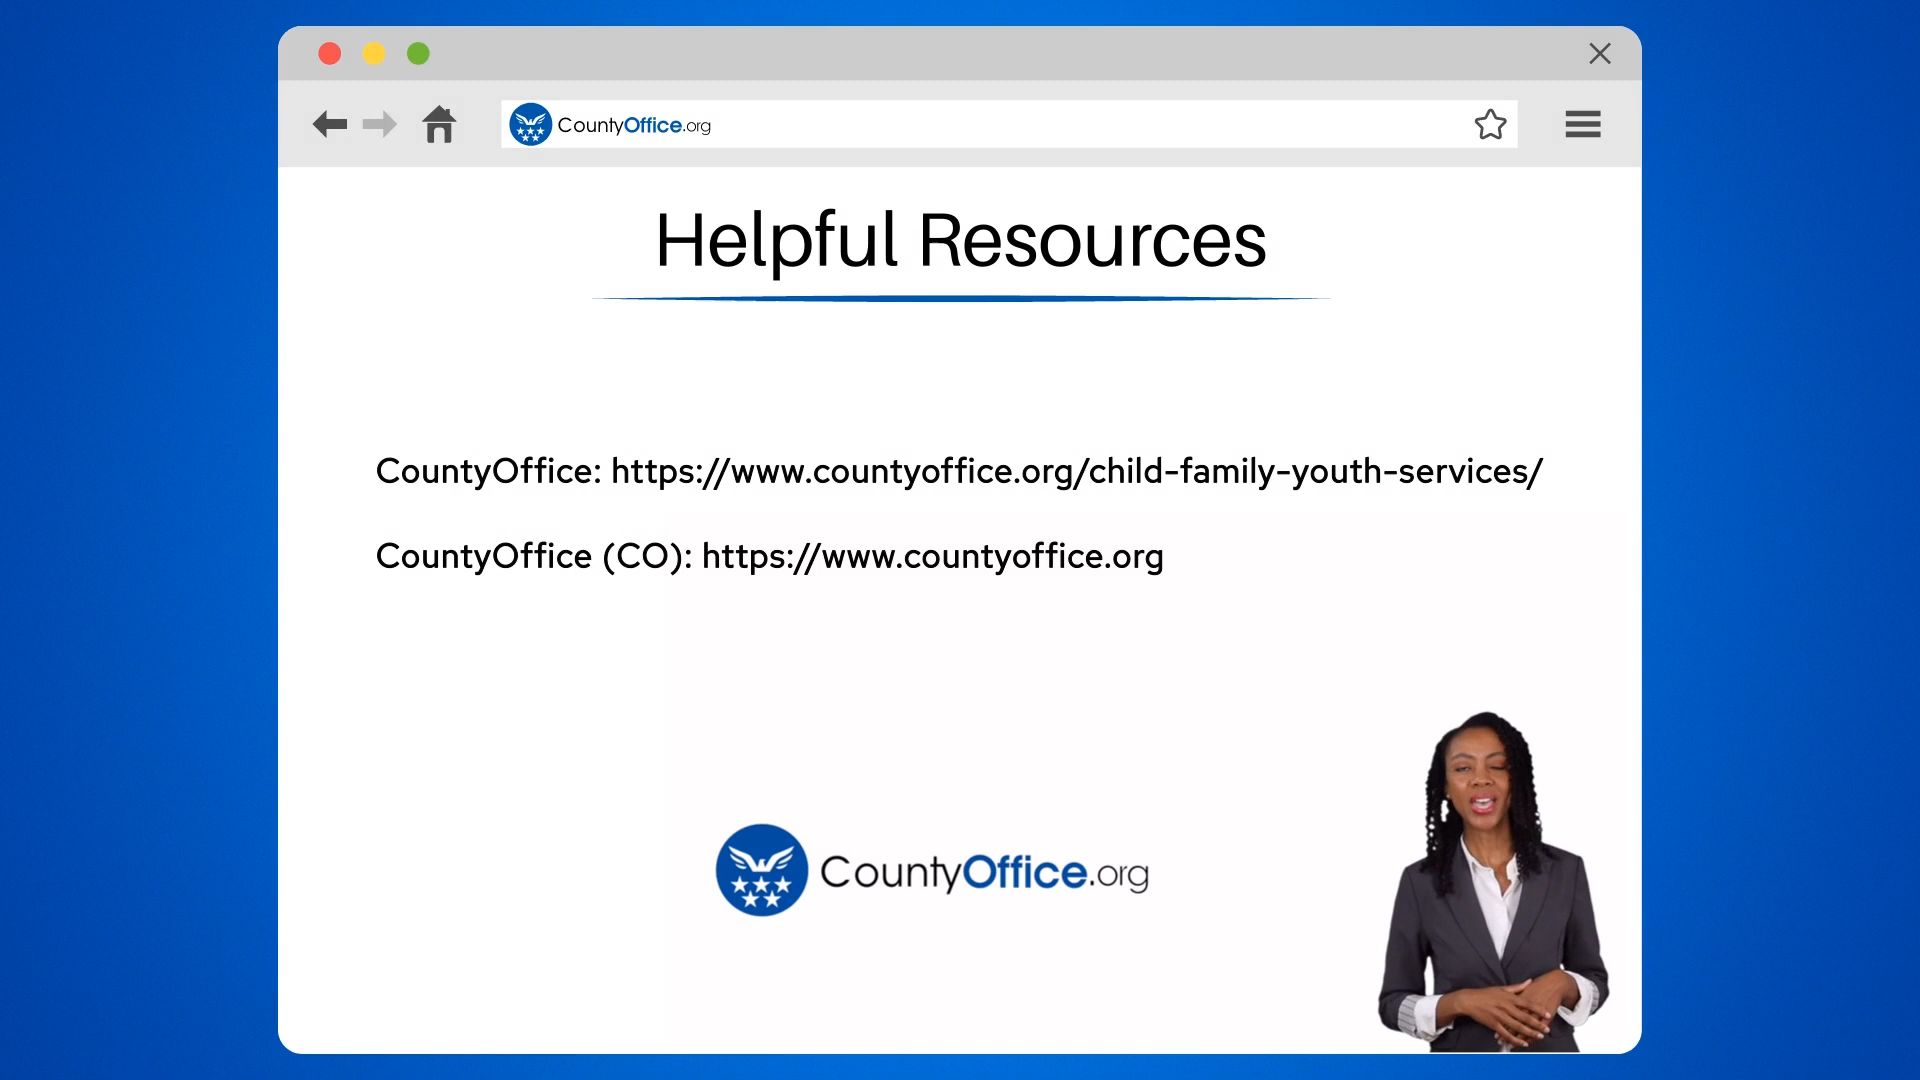 CountyOffice.org
Helpful Resources
CountyOffice: https://www.countyoffice.org/child-family-youth-services/
CountyOffice (CO): https://www.countyoffice.org
CountyOffice.org